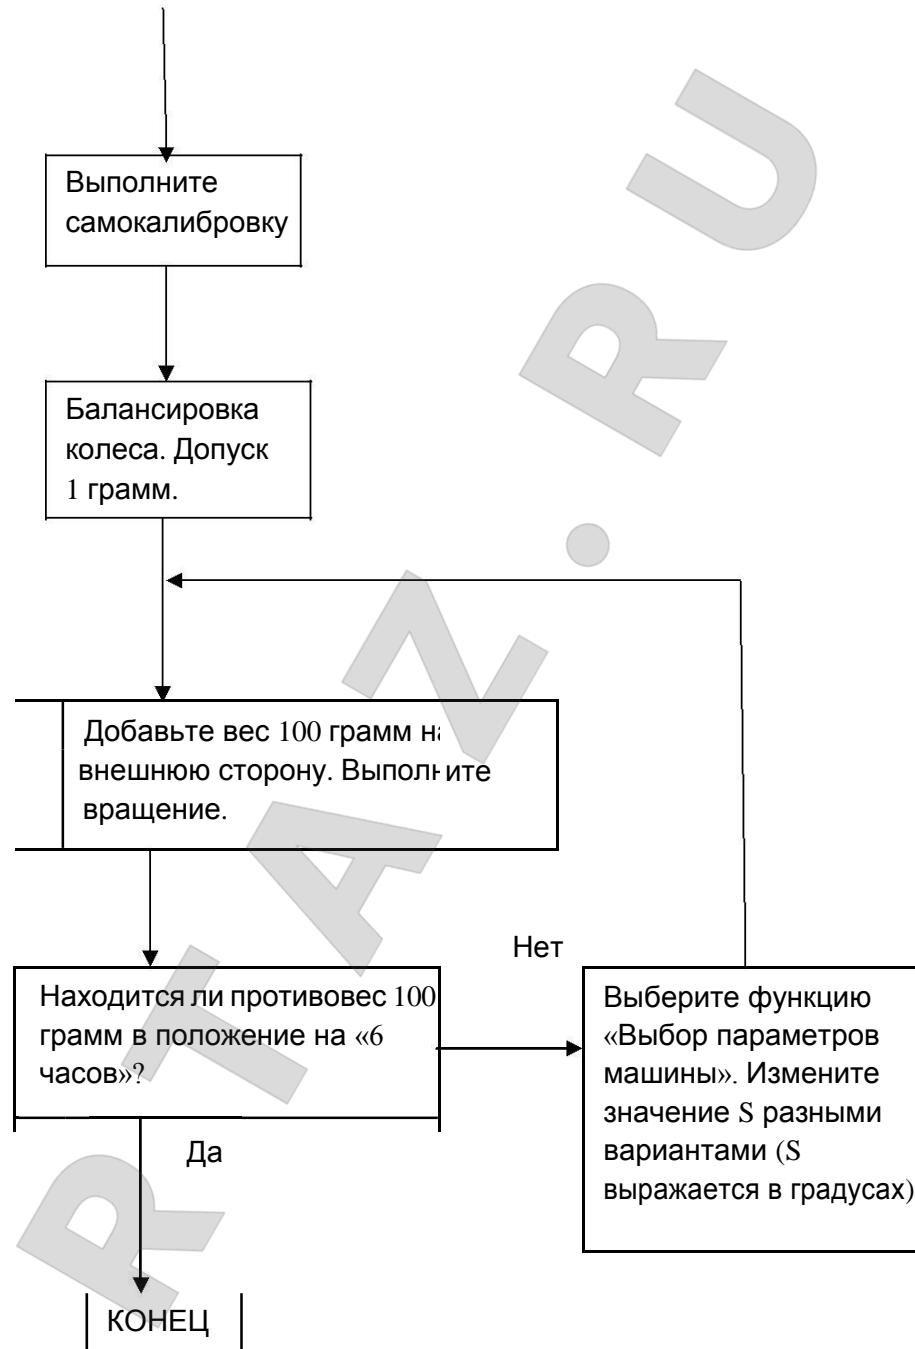 Выполните
самокалибровку
Балансировка
колеса. Допуск
1 грамм.
Добавьте вес 100 грамм на
внешнюю сторону. Выполните
вращение.
Нет
Находится ли противовес 100
грамм в положение на «6
часов»?
Выберите функцию
«Выбор параметров
машины». Измените
значение S разными
вариантами (S
выражается в градусах)
Да
КОНЕЦ
RTAZ.RU